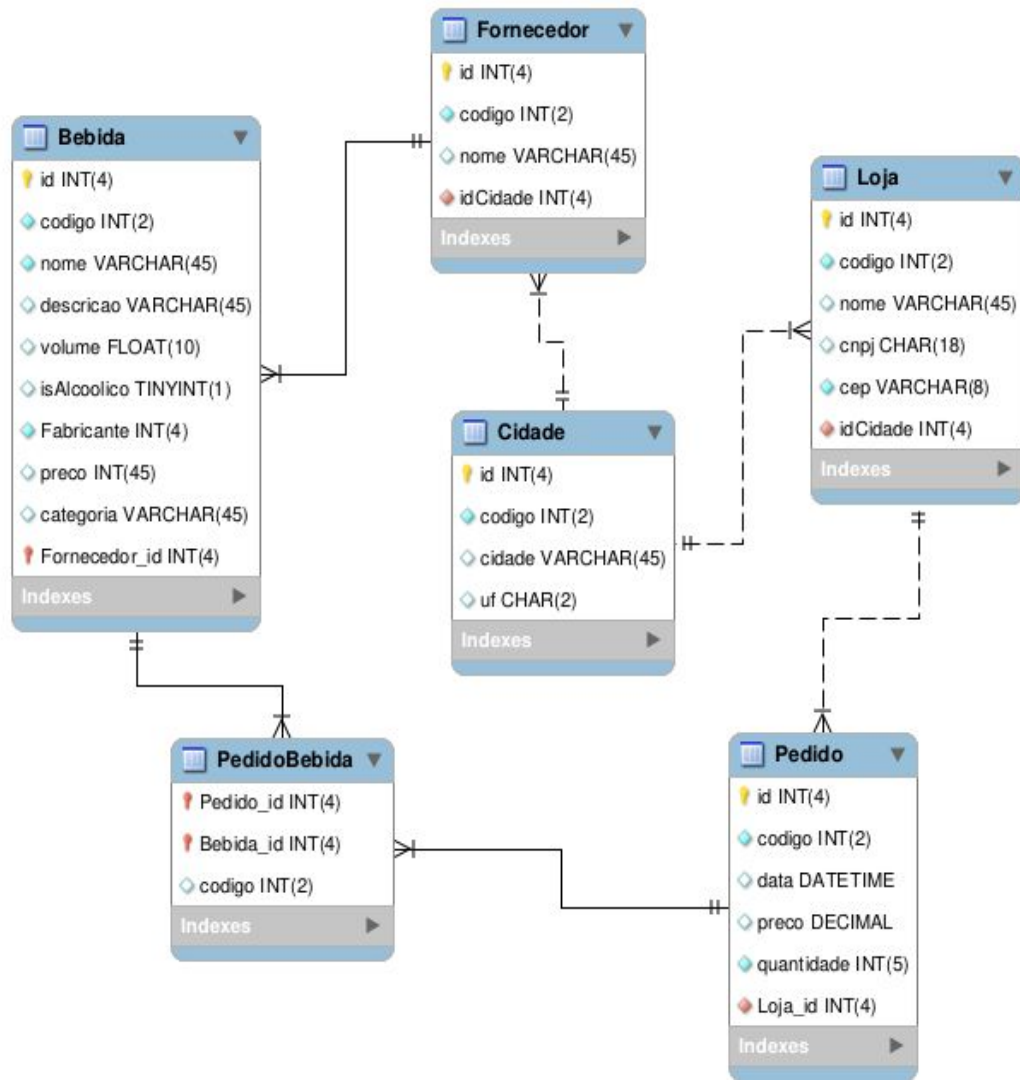 Fornecedor
id INT(4)
codigo INT(2)
nome VARCHAR(45)
idCidade INT(4)
Indexes
Bebida
id INT(4)
codigo INT(2)
nome VARCHAR(45)
descricao VARCHAR(45)
volume FLOAT(10)
isAlcoolico TINYINT(1)
Fabricante INT(4)
preco INT(45)
categoria VARCHAR(45)
Fornecedor_id INT(4)
Indexes
Loja
id INT(4)
codigo INT(2)
nome VARCHAR(45)
cnpj CHAR(18)
cep VARCHAR(8)
idCidade INT(4)
Indexes
Cidade
id INT(4)
codigo INT(2)
cidade VARCHAR(45)
uf CHAR(2)
Indexes
PedidoBebida
Pedido_id INT(4)
Bebida_id INT(4)
codigo INT(2)
Indexes
Pedido
id INT(4)
codigo INT(2)
data DATETIME
preco DECIMAL
quantidade INT(5)
Loja_id INT(4)
Indexes